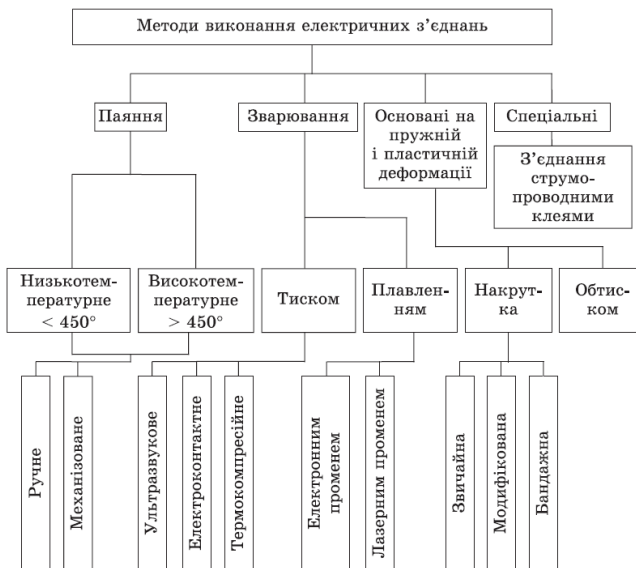 Методи виконання електричних з’єднань
Паяння
Зварювання
Основані на
пружній
і пластичній
деформації
Спеціальні
З’єднання
струмо-
проводними
клеями
Низькотем-
пературне
< 450°
Високотем-
пературне
> 450°
Тиском
Плавлен-
ням
Накрут-
ка
Обтис-
ком
Ручне
Механізоване
Ультразвукове
Електроконтактне
Термокомпресійне
Електронним
променем
Лазерним променем
Звичайна
Модифікована
Бандажна